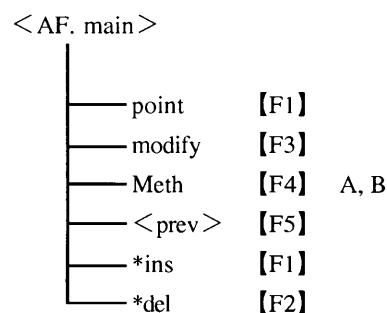 ＜AF. main＞
point 【F1】
modify 【F3】
Meth 【F4】 A, B
＜prev＞ 【F5】
*ins 【F1】
*del 【F2】